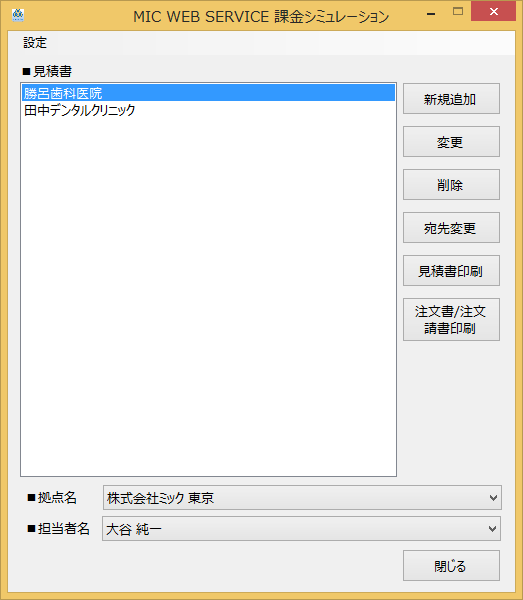 MIC WEB SERVICE 課金シミュレーション
設定
■見積書
勝呂歯科医院
田中デンタルクリニック
新規追加
変更
削除
宛先変更
見積書印刷
注文書/注文
請書印刷
■拠点名
株式会社ミック 東京
■担当者名
大谷 純一
閉じる